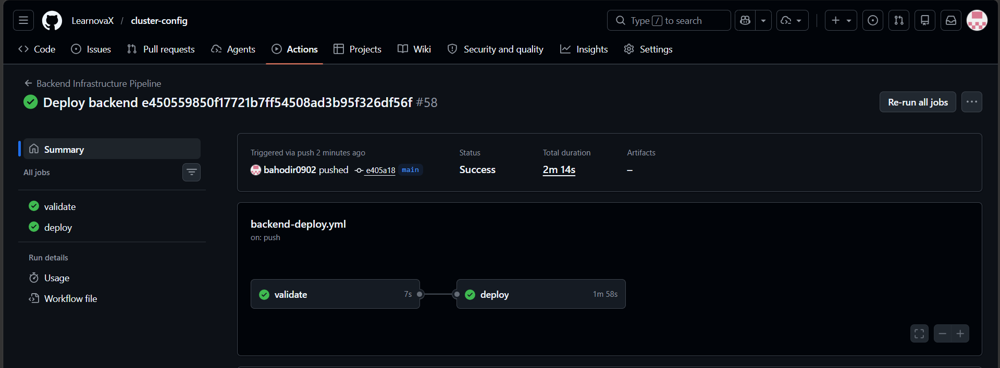 LearnovaX / cluster-config
Type / to search
Code Issues Pull requests Agents Actions Projects Wiki Security and quality Insights Settings
Backend Infrastructure Pipeline
Deploy backend e450559850f17721b7ff54508ad3b95f326df56f #58
Re-run all jobs
Summary
All jobs
validate
deploy
Run details
Usage
Workflow file
Triggered via push 2 minutes ago
bahodir0902 pushed e405a18 main
Status
Success
Total duration
2m 14s
Artifacts
–
backend-deploy.yml
on: push
validate 7s
deploy 1m 58s